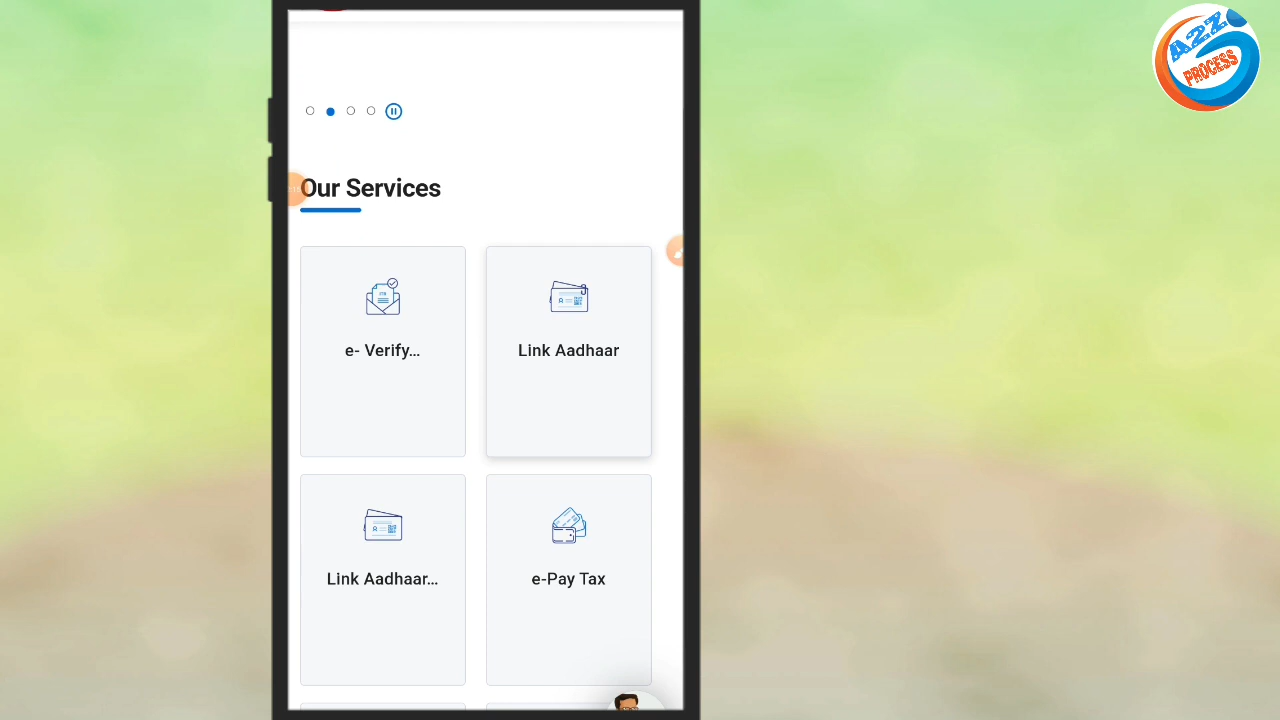 A2Z
PROCESS
Our Services
e- Verify...
Link Aadhaar
Link Aadhaar...
e-Pay Tax